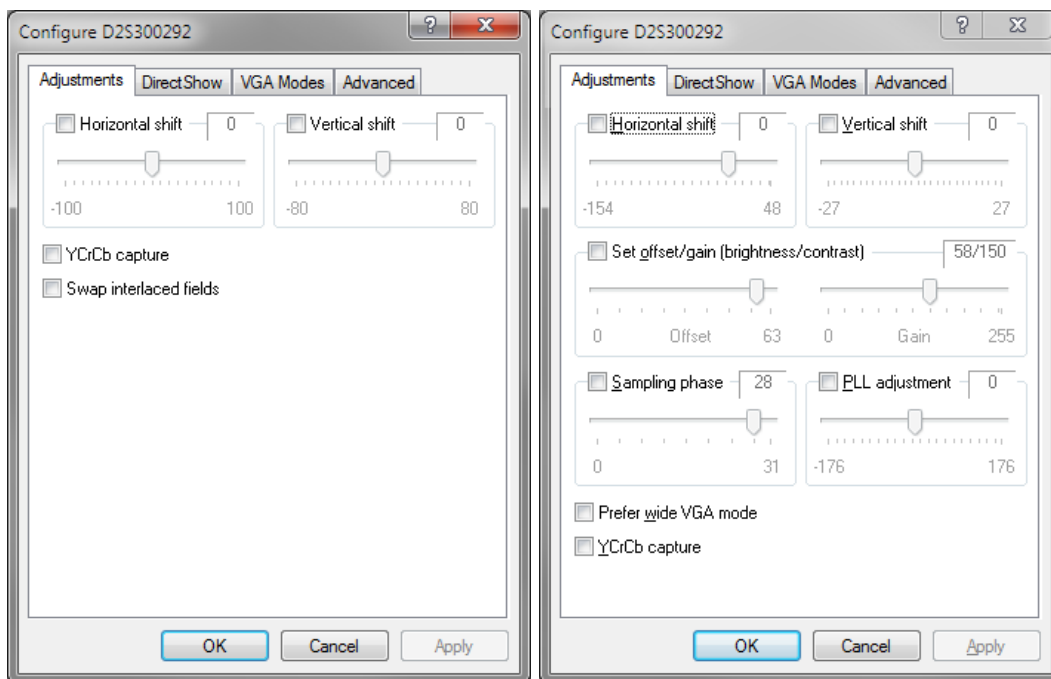 Configure D2S300292
Adjustments DirectShow VGA Modes Advanced
Horizontal shift 0 Vertical shift 0
-100 100 -80 80
YCrCb capture
Swap interlaced fields
OK Cancel Apply
Configure D2S300292
Adjustments DirectShow VGA Modes Advanced
Horizontal shift 0 Vertical shift 0
-154 48 -27 27
Set offset/gain (brightness/contrast) 58/150
0 Offset 63 0 Gain 255
Sampling phase 28 PLL adjustment 0
0 31 -176 176
Prefer wide VGA mode
YCrCb capture
OK Cancel Apply